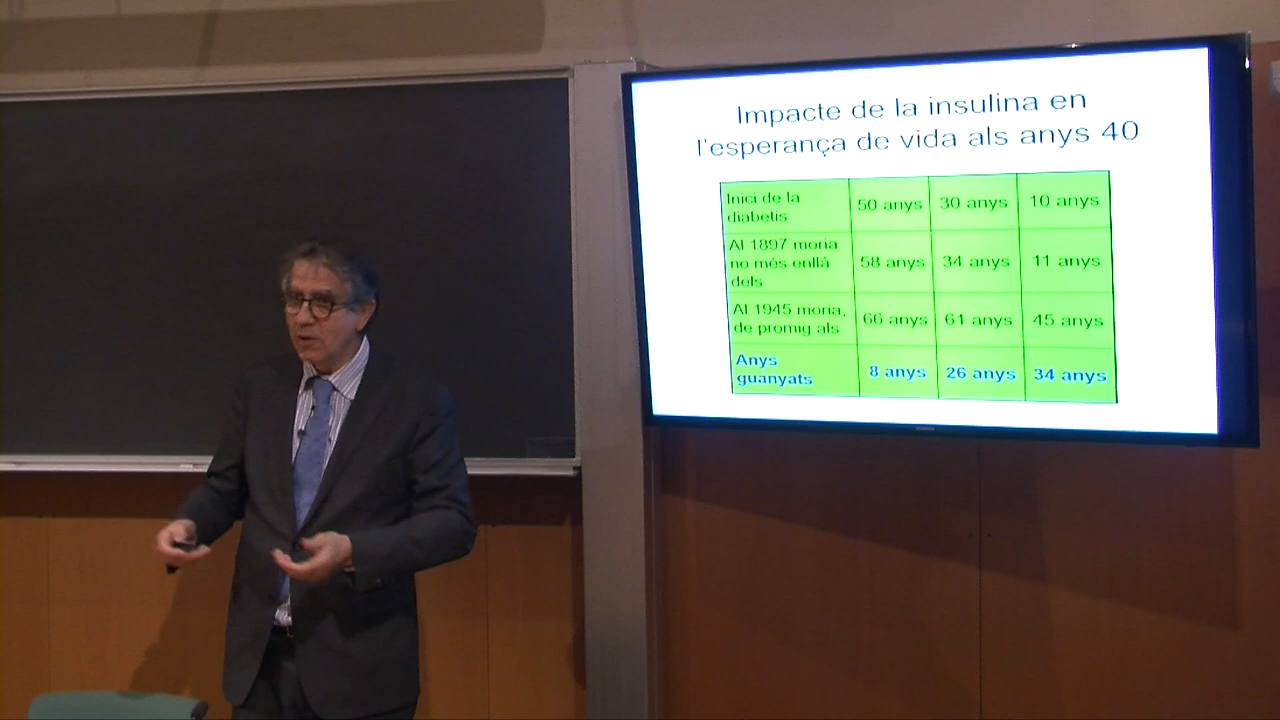 Impacte de la insulina en
l'esperança de vida als anys 40
Inici de la
diabetis
50 anys
30 anys
10 anys
Al 1897 moria
no més enllà
dels
58 anys
34 anys
11 anys
Al 1945 moria,
de promig als
66 anys
61 anys
45 anys
Anys
guanyats
8 anys
26 anys
34 anys